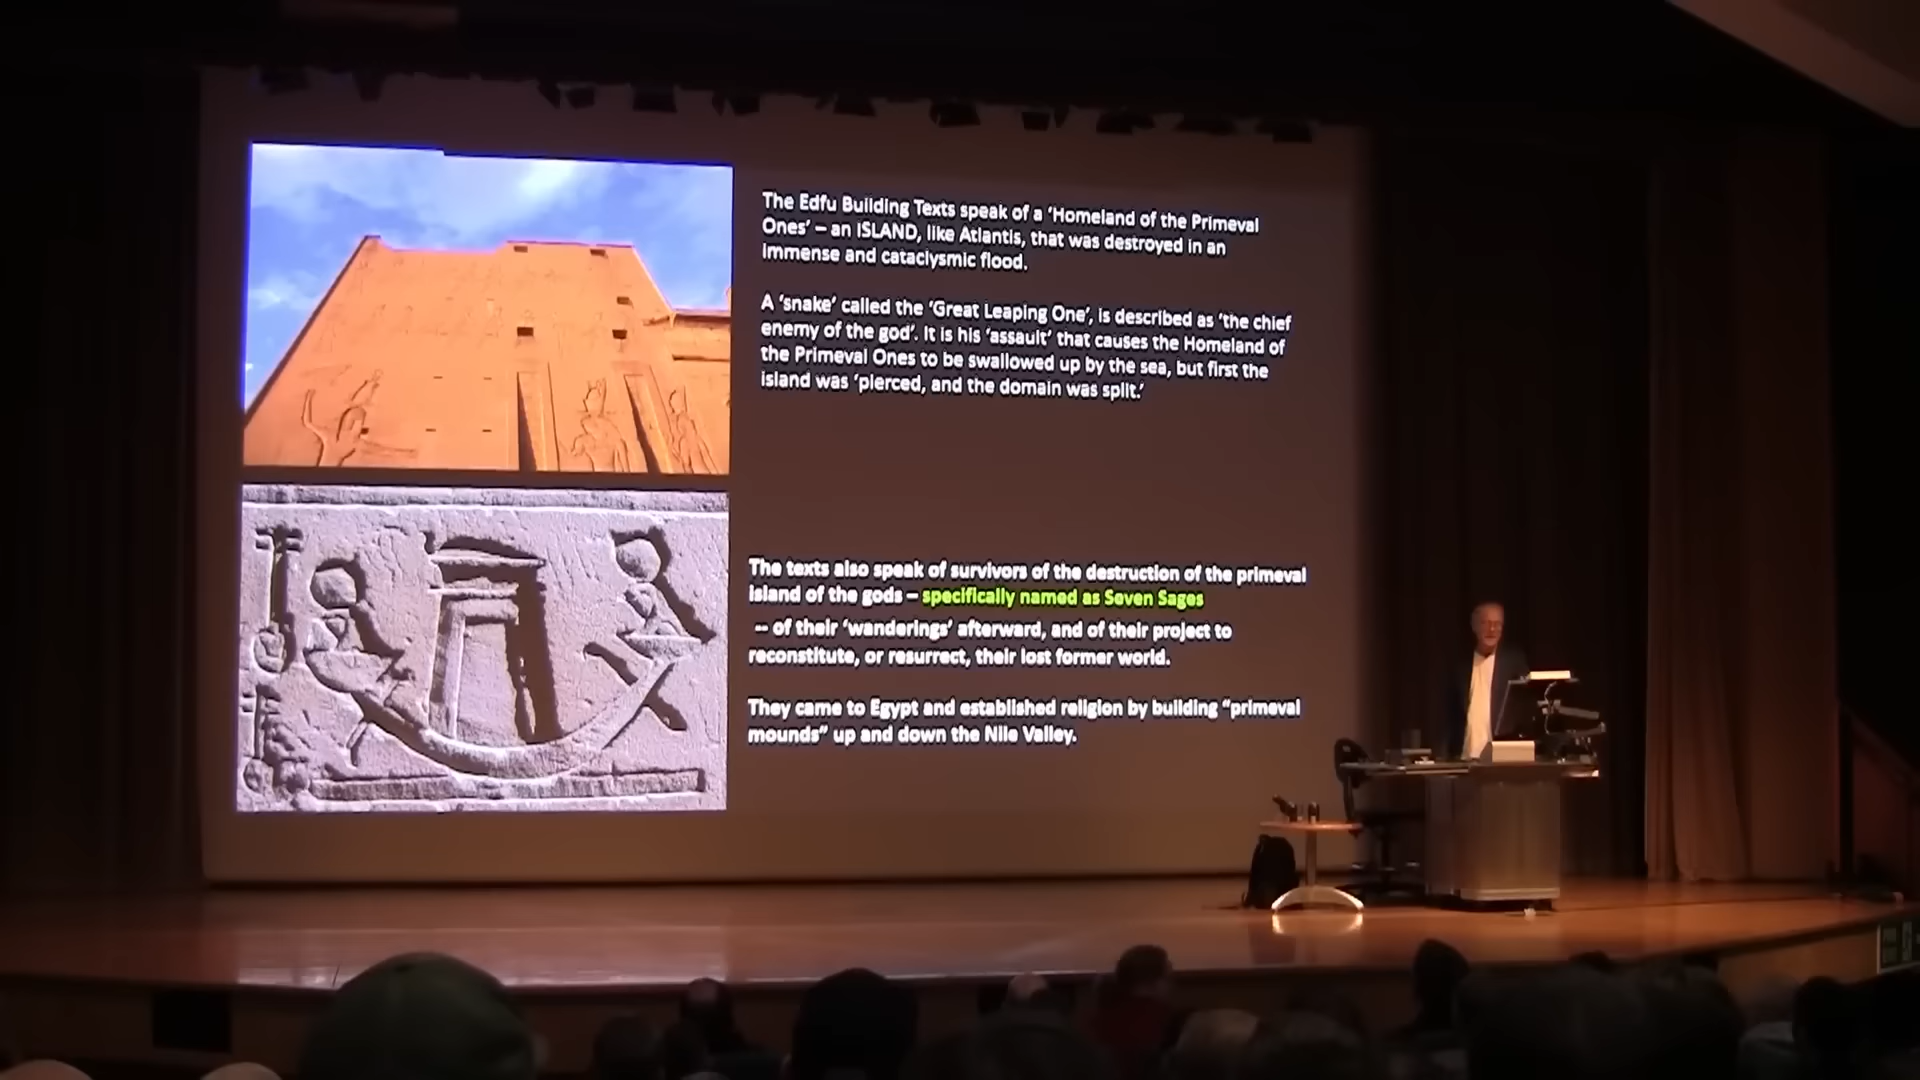 The Edfu Building Texts speak of a ‘Homeland of the Primeval
Ones’ – an ISLAND, like Atlantis, that was destroyed in an
immense and cataclysmic flood.
A ‘snake’ called the ‘Great Leaping One’, is described as ‘the chief
enemy of the god’. It is his ‘assault’ that causes the Homeland of
the Primeval Ones to be swallowed up by the sea, but first the
island was ‘pierced, and the domain was split.’
The texts also speak of survivors of the destruction of the primeval
island of the gods – specifically named as Seven Sages
-- of their ‘wanderings’ afterward, and of their project to
reconstitute, or resurrect, their lost former world.
They came to Egypt and established religion by building “primeval
mounds” up and down the Nile Valley.